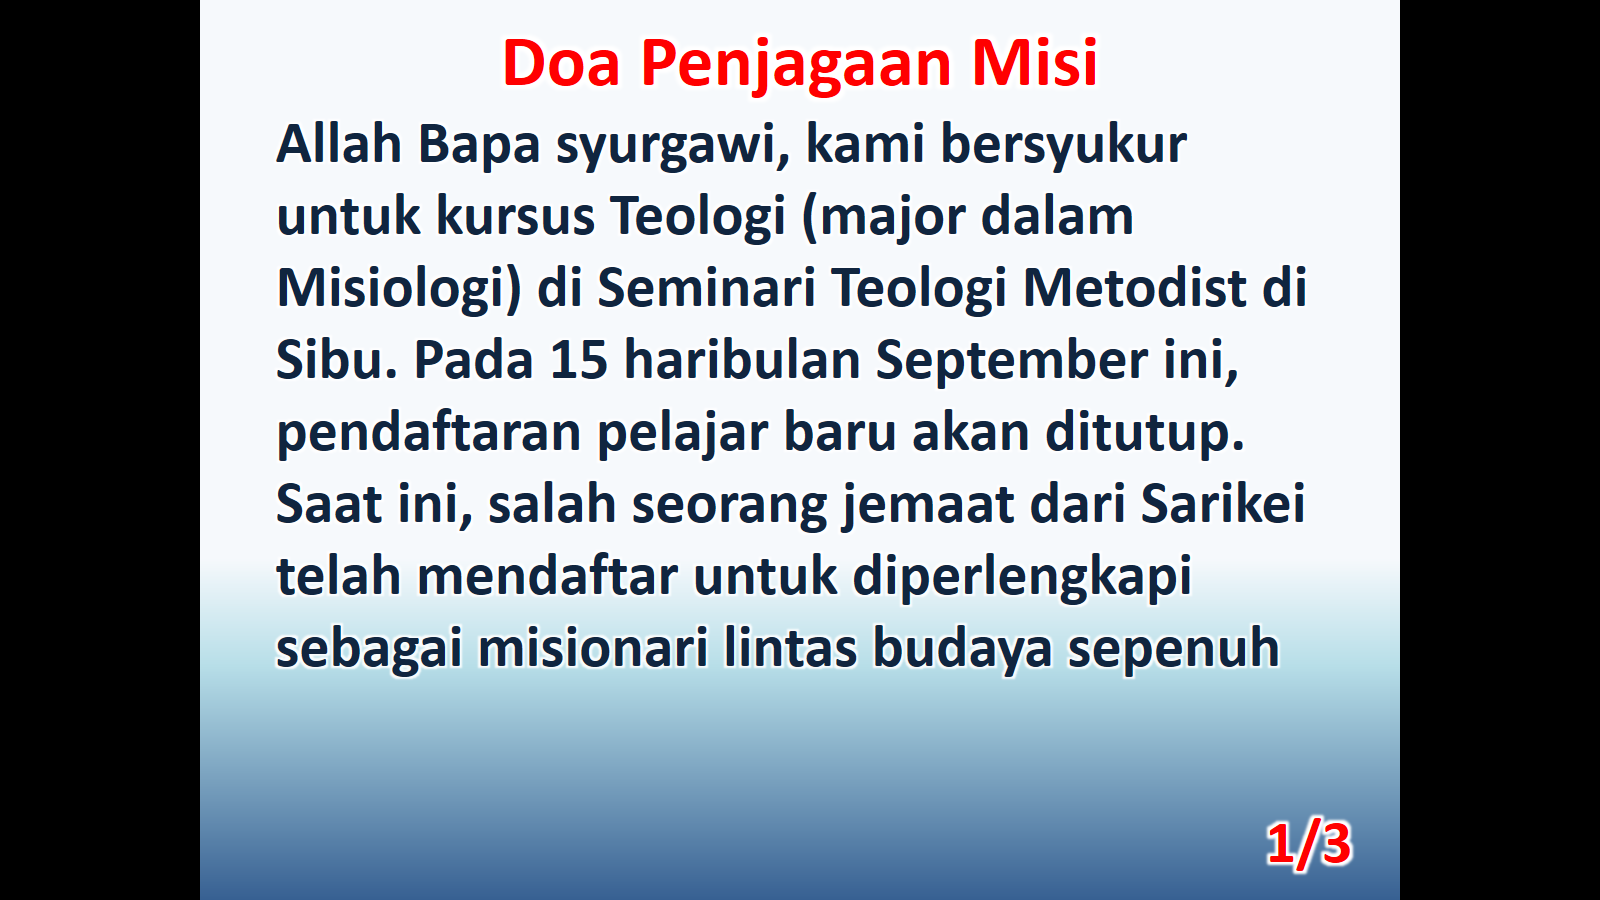 Doa Penjagaan Misi
Allah Bapa syurgawi, kami bersyukur
untuk kursus Teologi (major dalam
Misiologi) di Seminari Teologi Metodist di
Sibu. Pada 15 haribulan September ini,
pendaftaran pelajar baru akan ditutup.
Saat ini, salah seorang jemaat dari Sarikei
telah mendaftar untuk diperlengkapi
sebagai misionari lintas budaya sepenuh
1/3